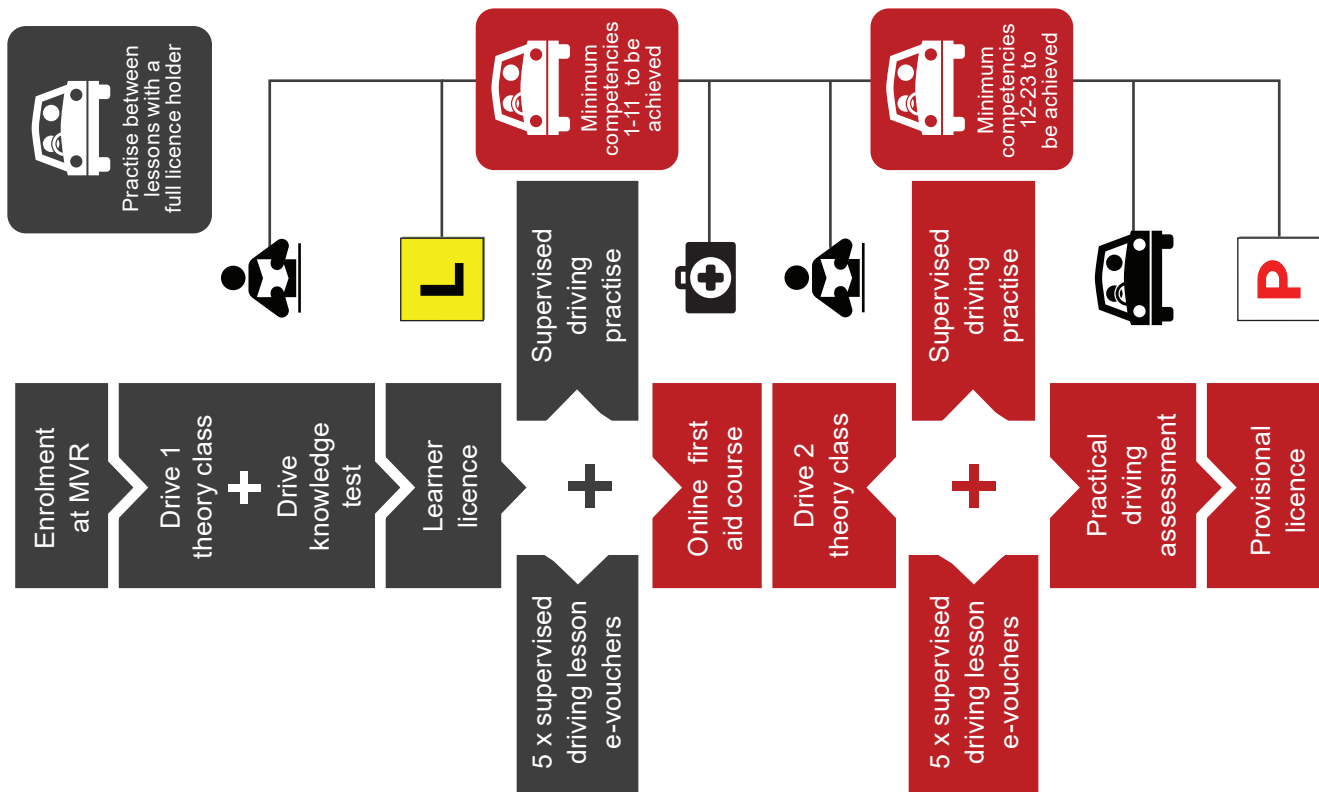 Enrolment
at MVR
Drive 1
theory class
+
Drive
knowledge
test
Learner
licence
5 x supervised
driving lesson
e-vouchers
+
Supervised
driving
practise
Online first
aid course
Drive 2
theory class
5 x supervised
driving lesson
e-vouchers
+
Supervised
driving
practise
Practical
driving
assessment
Provisional
licence
L
P
Practise between
lessons with a
full licence holder
Minimum
competencies
1-11 to be
achieved
Minimum
competencies
12-23 to
be achieved